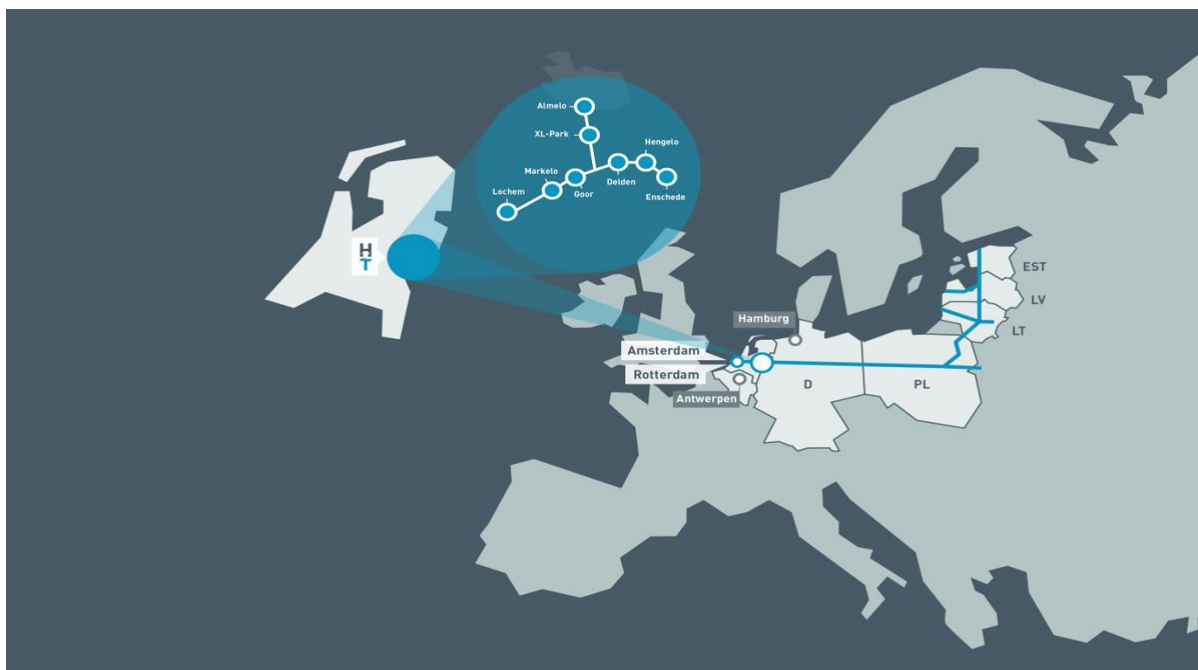 Almelo
XL-Park
Hengelo
Markelo
Lochem
Goor
Delden
Enschede
H
T
EST
LV
LT
Hamburg
Amsterdam
Rotterdam
D
PL
Antwerpen